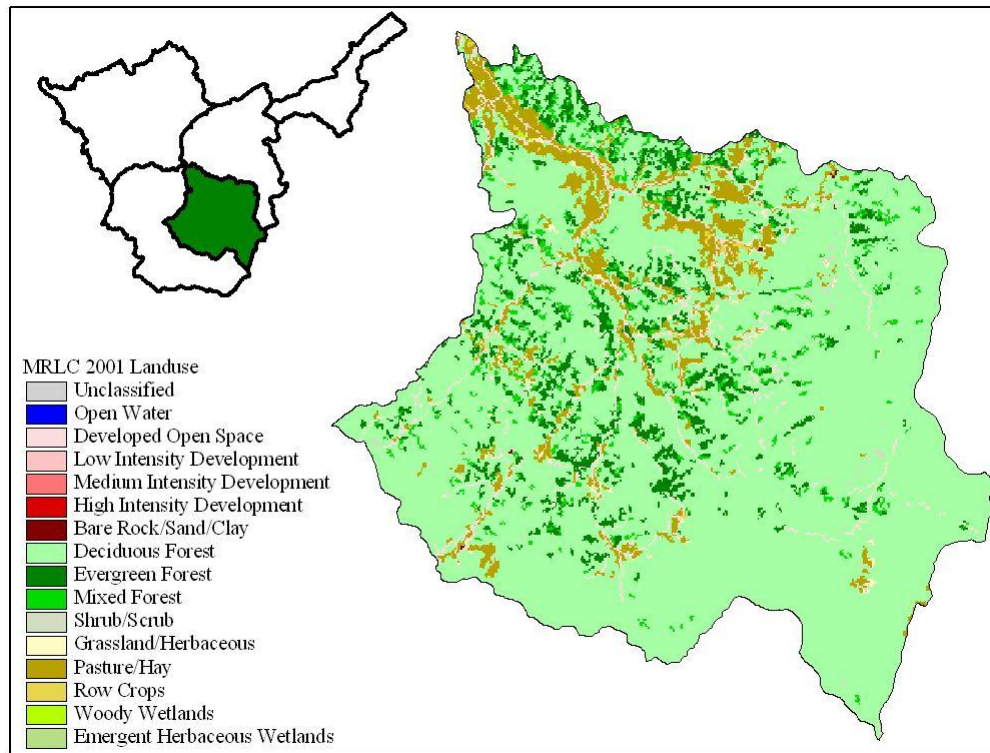 MRLC 2001 Landuse
Unclassified
Open Water
Developed Open Space
Low Intensity Development
Medium Intensity Development
High Intensity Development
Bare Rock/Sand/Clay
Deciduous Forest
Evergreen Forest
Mixed Forest
Shrub/Scrub
Grassland/Herbaceous
Pasture/Hay
Row Crops
Woody Wetlands
Emergent Herbaceous Wetlands